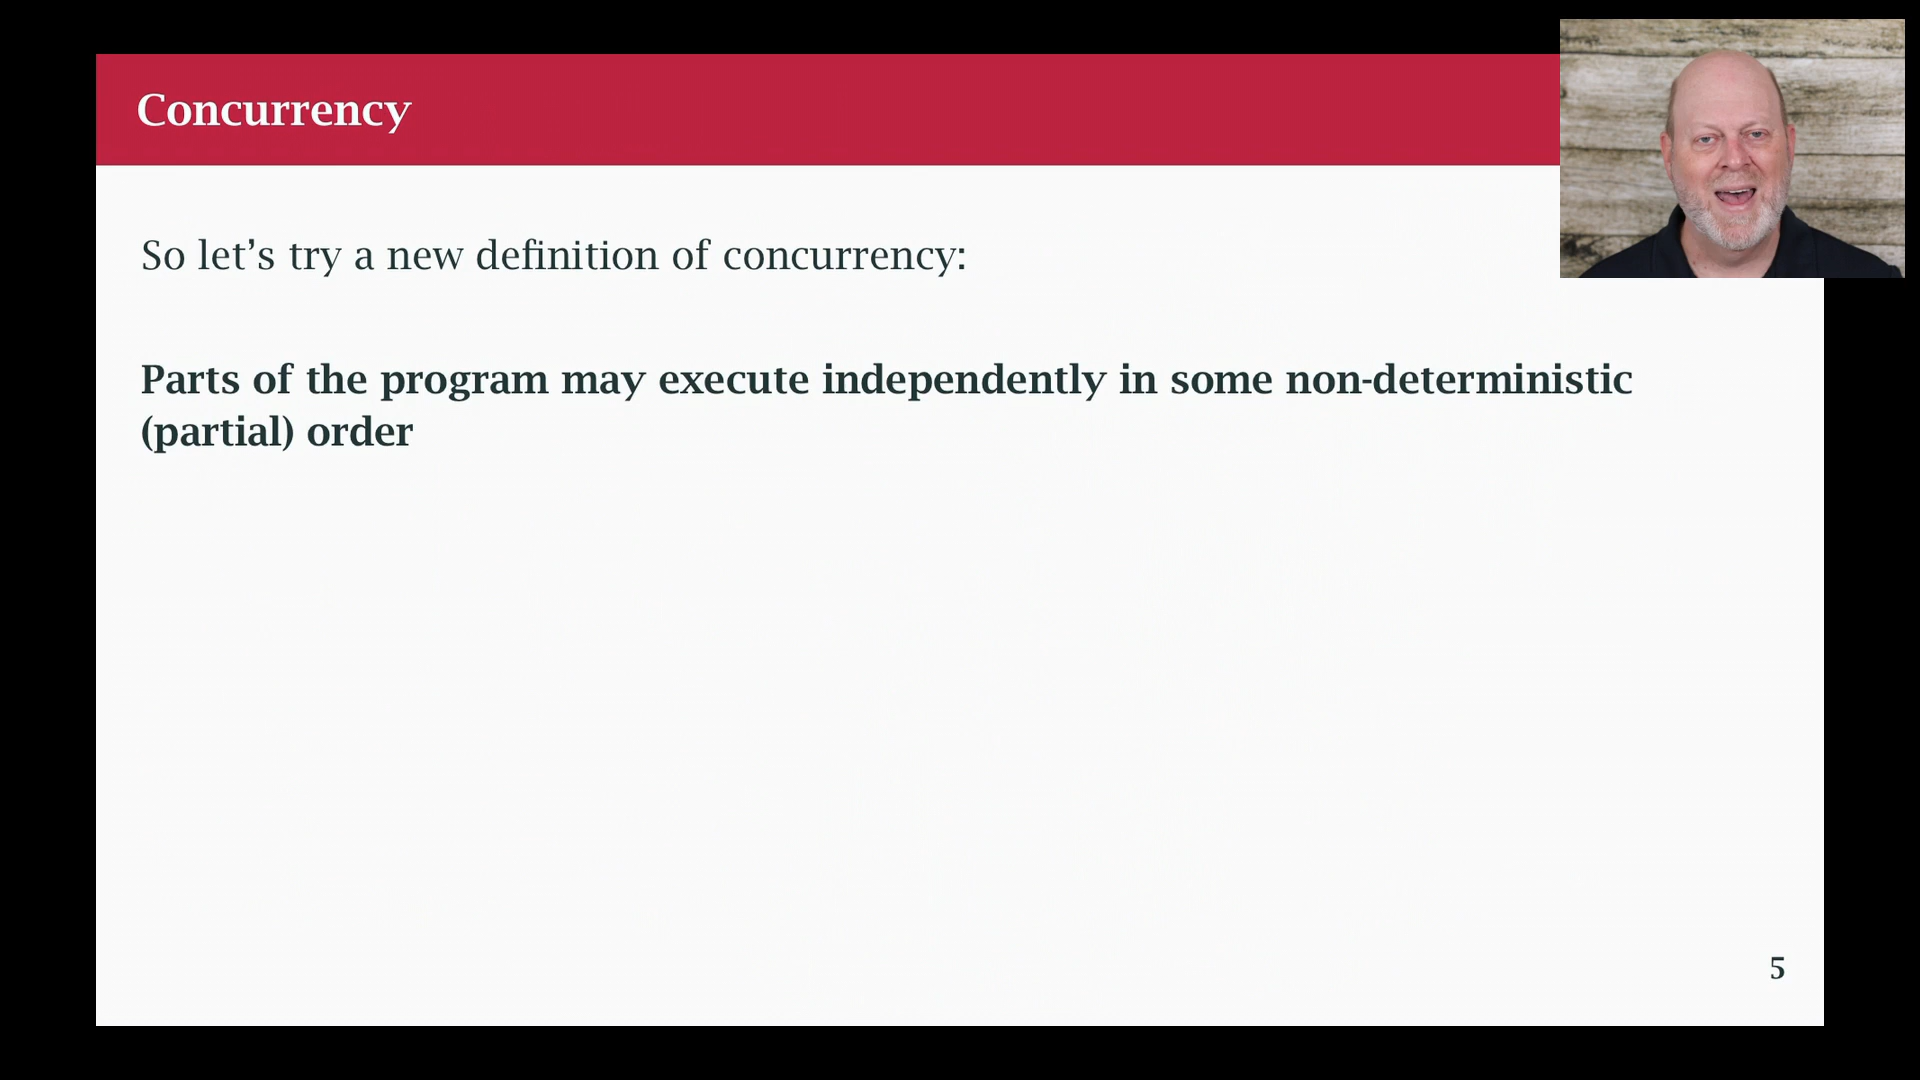 Concurrency
So let’s try a new definition of concurrency:
Parts of the program may execute independently in some non-deterministic
(partial) order
5